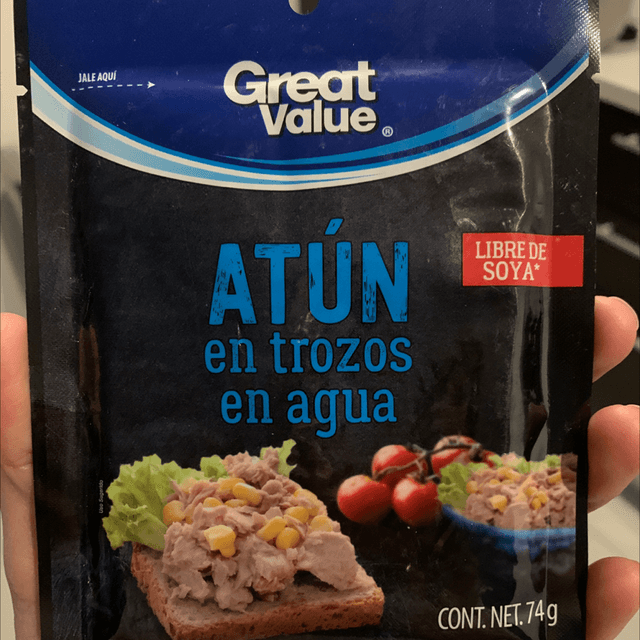 JALE AQUÍ
Great
Value®
ATÚN
en trozos
en agua
LIBRE DE
SOYA*
CONT. NET. 74g